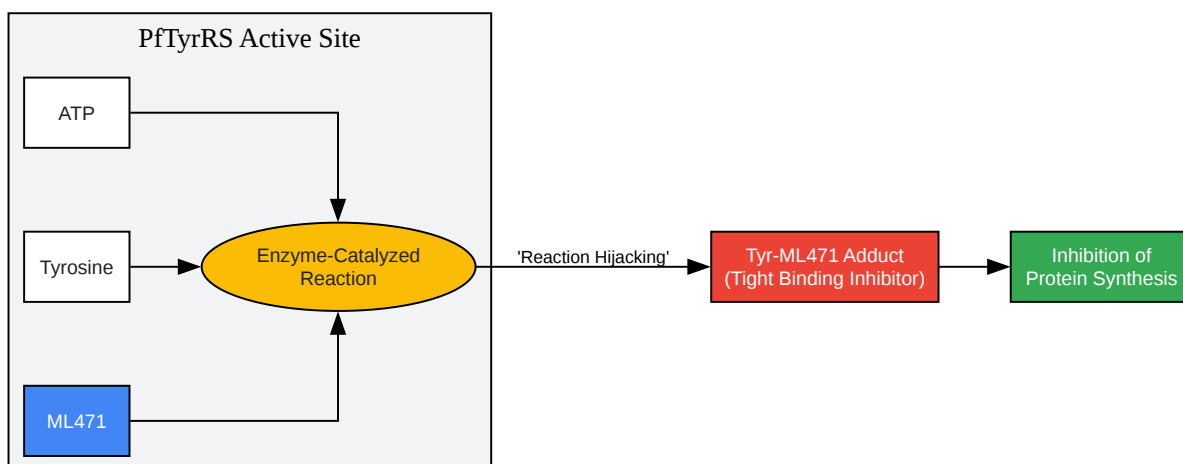 PfTyrRS Active Site
ATP
Tyrosine
ML471
Enzyme-Catalyzed
Reaction
'Reaction Hijacking'
Tyr-ML471 Adduct
(Tight Binding Inhibitor)
Inhibition of
Protein Synthesis